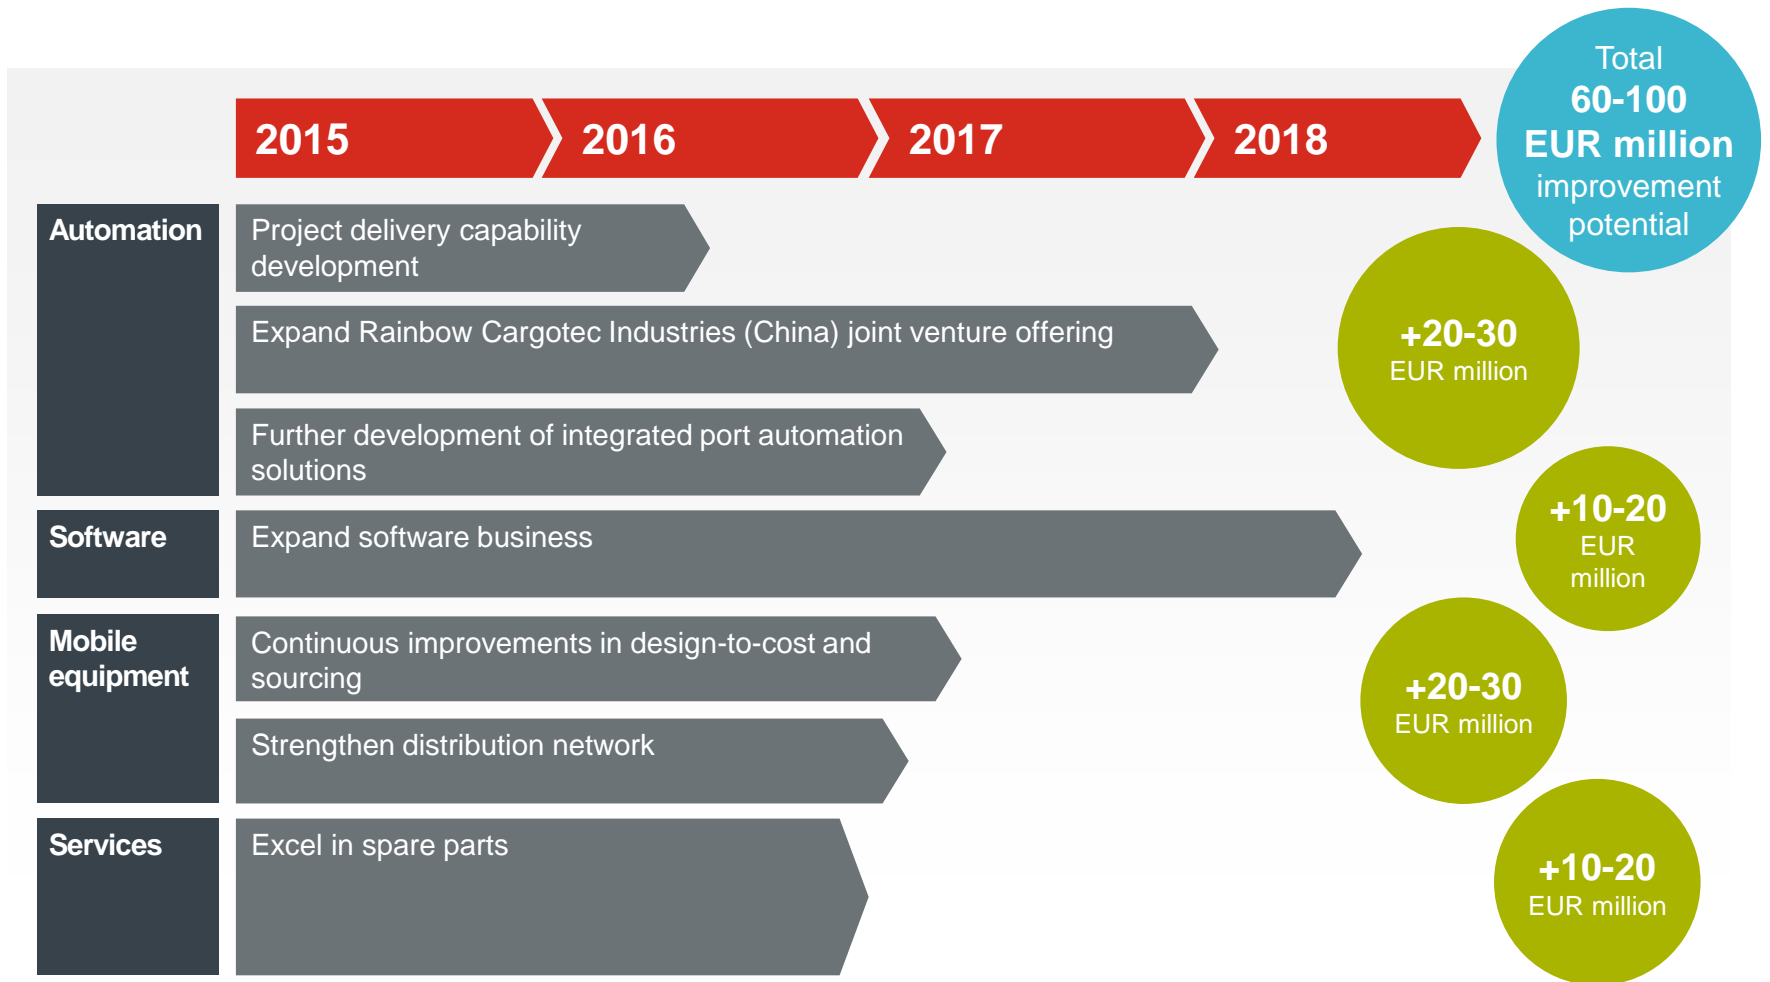 Total
60-100
EUR million
improvement
potential
2015
2016
2017
2018
Automation
Project delivery capability
development
Expand Rainbow Cargotec Industries (China) joint venture offering
Further development of integrated port automation
solutions
+20-30
EUR million
Software
Expand software business
+10-20
EUR
million
Mobile
equipment
Continuous improvements in design-to-cost and
sourcing
Strengthen distribution network
+20-30
EUR million
Services
Excel in spare parts
+10-20
EUR million